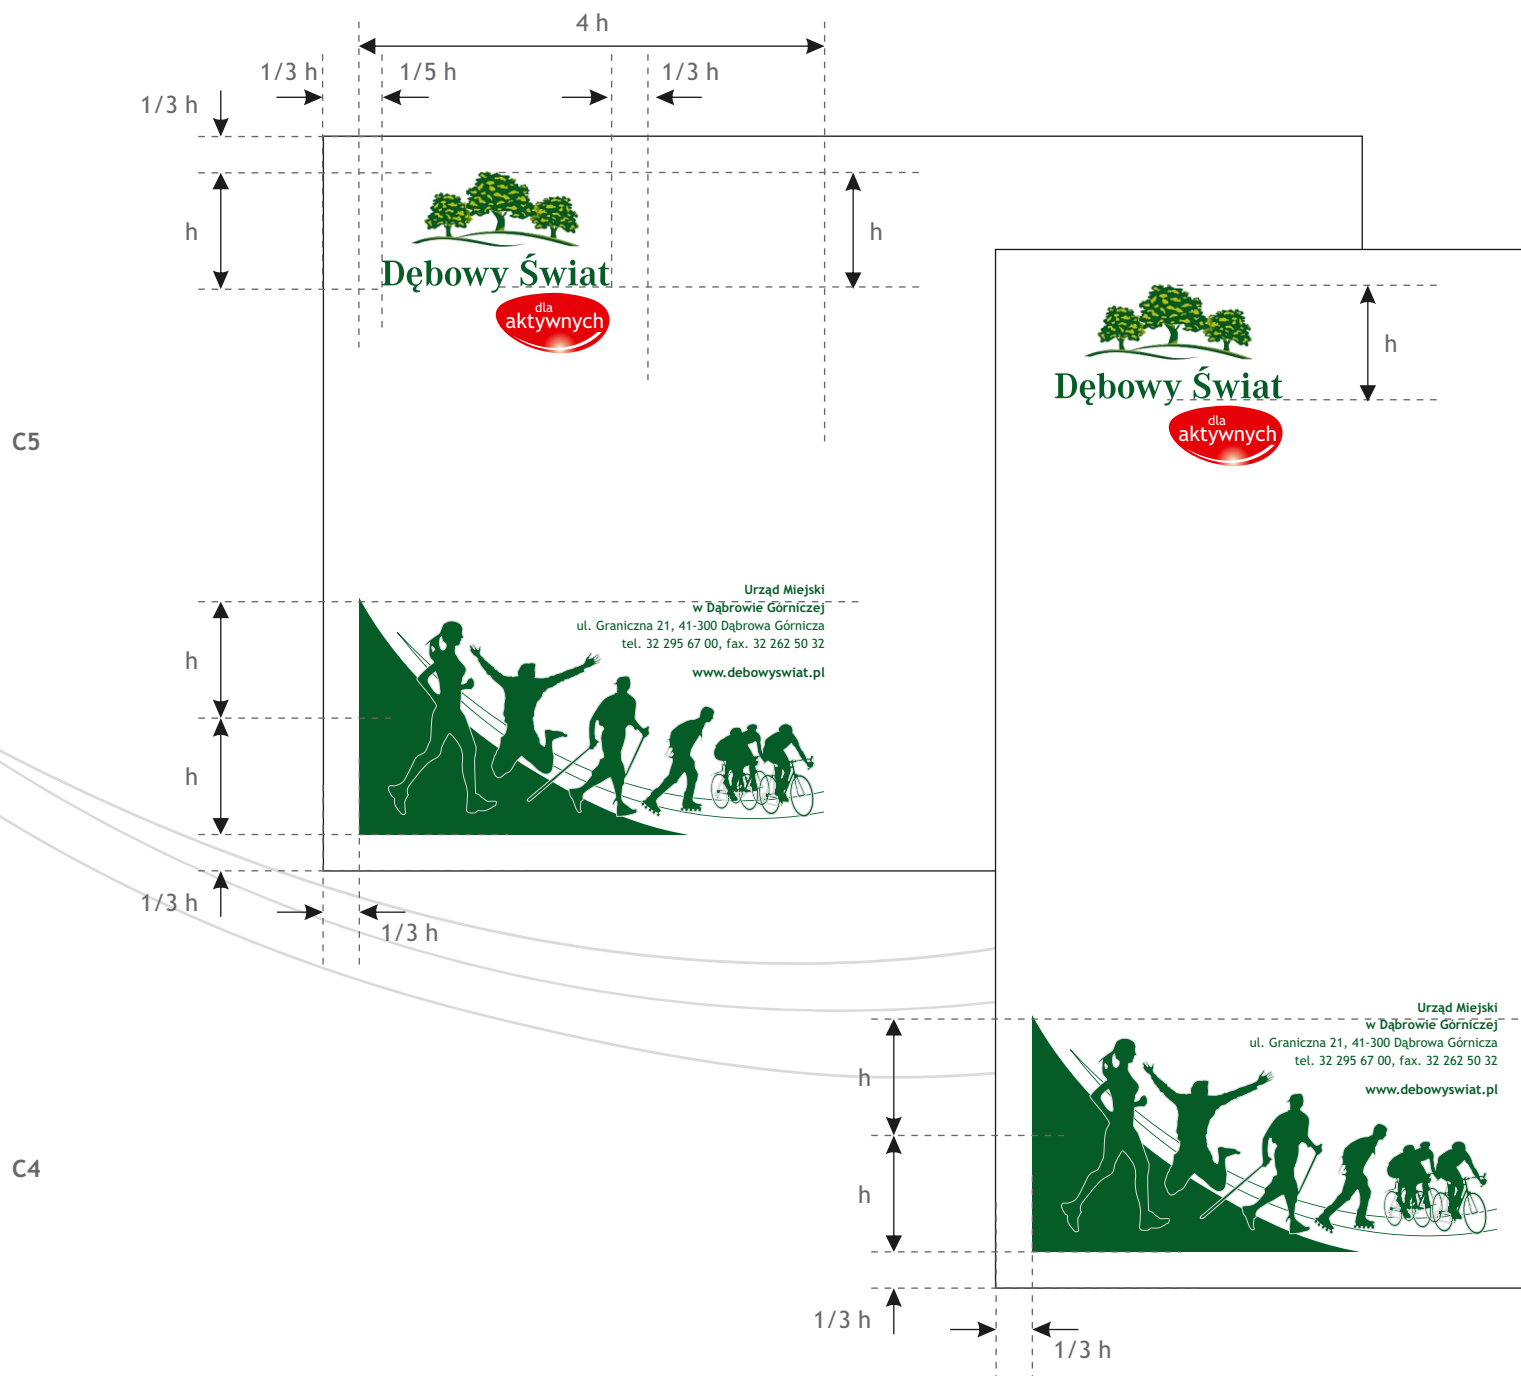 4 h
1/3 h
1/5 h
1/3 h
1/3 h
h
h
Dębowy Świat
dla
aktywnych
h
Dębowy Świat
dla
aktywnych
C5
Urząd Miejski
w Dąbrowie Górniczej
ul. Graniczna 21, 41-300 Dąbrowa Górnicza
tel. 32 295 67 00, fax. 32 262 50 32
www.debowyswiat.pl
h
h
1/3 h
1/3 h
Urząd Miejski
w Dąbrowie Górniczej
ul. Graniczna 21, 41-300 Dąbrowa Górnicza
tel. 32 295 67 00, fax. 32 262 50 32
www.debowyswiat.pl
h
C4
h
1/3 h
1/3 h